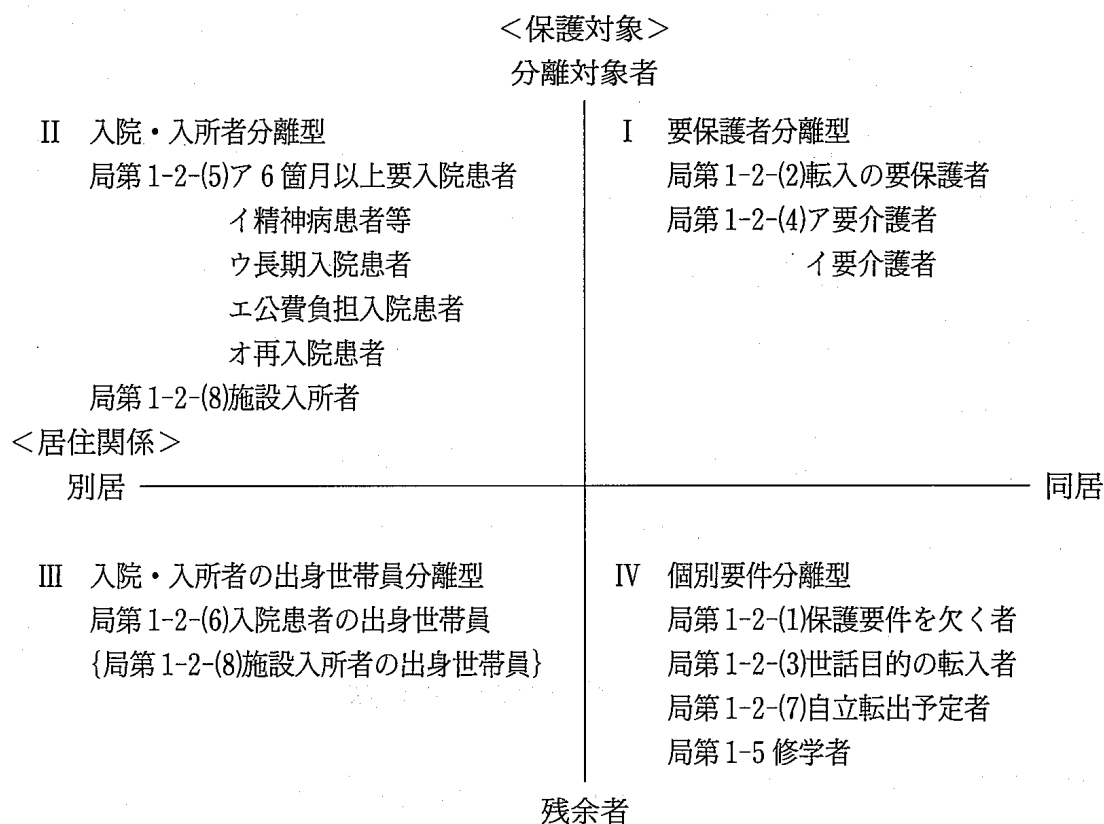 ＜保護対象＞
分離対象者
II 入院・入所者分離型
局第1-2-(5)ア6箇月以上要入院患者
イ精神病患者等
ウ長期入院患者
エ公費負担入院患者
オ再入院患者
局第1-2-(8)施設入所者
I 要保護者分離型
局第1-2-(2)転入の要保護者
局第1-2-(4)ア要介護者
イ要介護者
＜居住関係＞
別居
同居
III 入院・入所者の出身世帯員分離型
局第1-2-(6)入院患者の出身世帯員
{局第1-2-(8)施設入所者の出身世帯員}
IV 個別要件分離型
局第1-2-(1)保護要件を欠く者
局第1-2-(3)世話目的の転入者
局第1-2-(7)自立転出予定者
局第1-5修学者
残余者